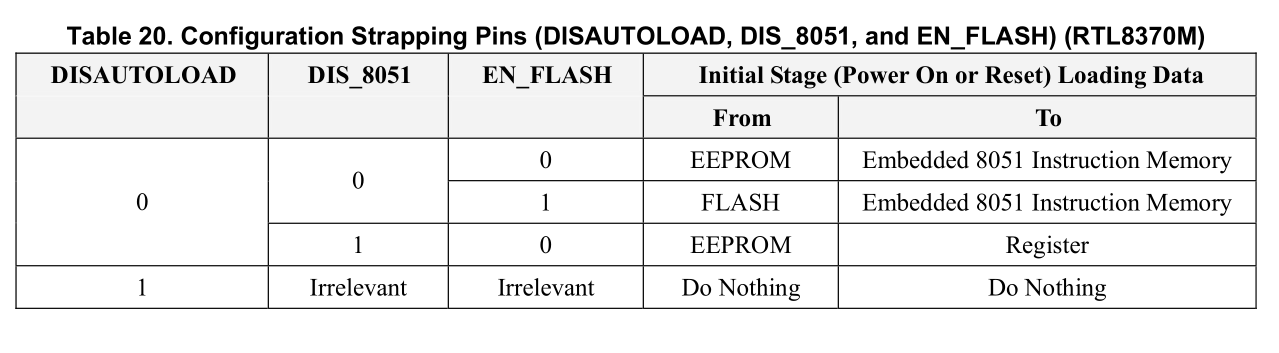 Table 20. Configuration Strapping Pins (DISAUTOLOAD, DIS_8051, and EN_FLASH) (RTL8370M)
DISAUTOLOAD DIS_8051 EN_FLASH Initial Stage (Power On or Reset) Loading Data
From To
0 0 0 EEPROM Embedded 8051 Instruction Memory
1 FLASH Embedded 8051 Instruction Memory
1 0 EEPROM Register
1 Irrelevant Irrelevant Do Nothing Do Nothing